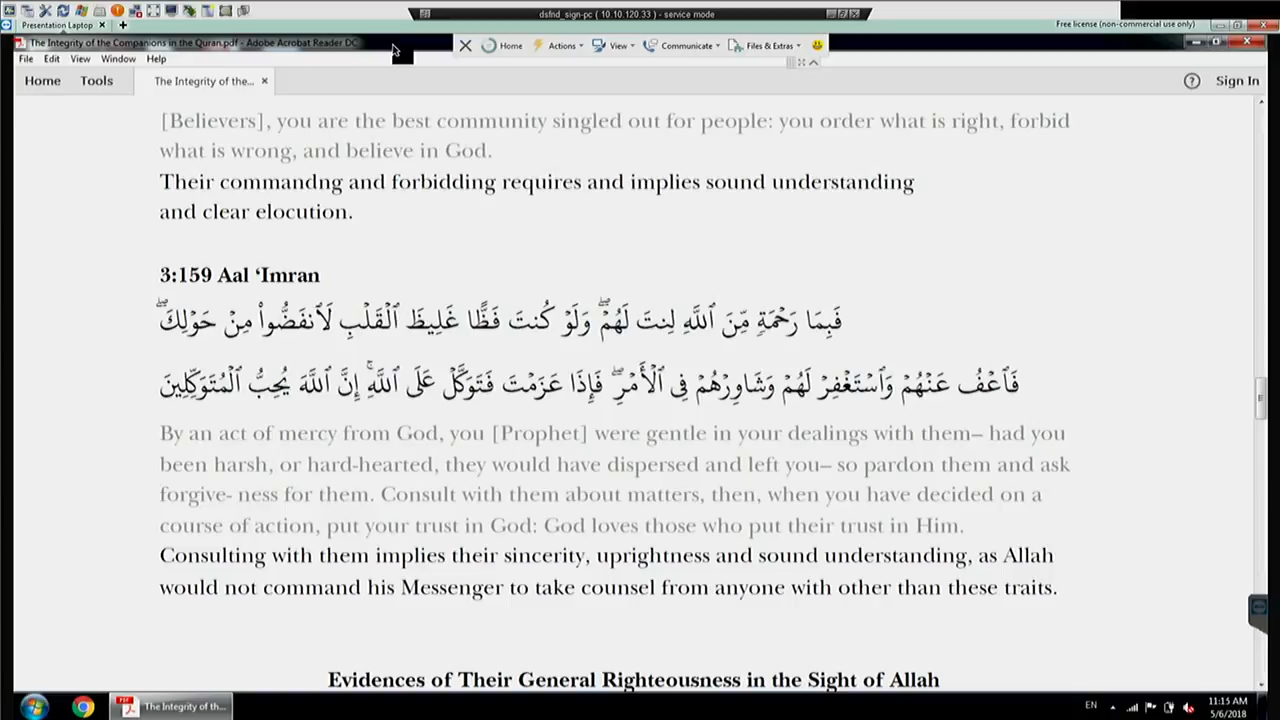 dsfnd_sign-pc ( 10.10.120.33 ) - service mode
Presentation Laptop
Free license (non-commercial use only)
The Integrity of the Companions in the Quran.pdf - Adobe Acrobat Reader DC
Home Actions View Communicate Files & Extras
File Edit View Window Help
Home Tools The Integrity of the... Sign In
[Believers], you are the best community singled out for people: you order what is right, forbid
what is wrong, and believe in God.
Their commandng and forbidding requires and implies sound understanding
and clear elocution.
3:159 Aal ‘Imran
فَبِمَا رَحْمَةٍ مِّنَ ٱللَّهِ لِنتَ لَهُمْ ۖ وَلَوْ كُنتَ فَظًّا غَلِيظَ ٱلْقَلْبِ لَٱنفَضُّوا۟ مِنْ حَوْلِكَ ۖ
فَٱعْفُ عَنْهُمْ وَٱسْتَغْفِرْ لَهُمْ وَشَاوِرْهُمْ فِى ٱلْأَمْرِ ۖ فَإِذَا عَزَمْتَ فَتَوَكَّلْ عَلَى ٱللَّهِ ۚ إِنَّ ٱللَّهَ يُحِبُّ ٱلْمُتَوَكِّلِينَ
By an act of mercy from God, you [Prophet] were gentle in your dealings with them– had you
been harsh, or hard-hearted, they would have dispersed and left you– so pardon them and ask
forgive- ness for them. Consult with them about matters, then, when you have decided on a
course of action, put your trust in God: God loves those who put their trust in Him.
Consulting with them implies their sincerity, uprightness and sound understanding, as Allah
would not command his Messenger to take counsel from anyone with other than these traits.
Evidences of Their General Righteousness in the Sight of Allah
The Integrity of th...
EN
11:15 AM
5/6/2018